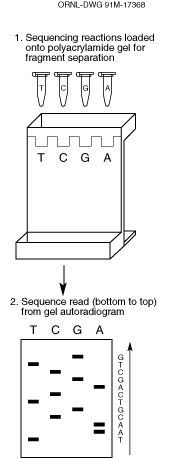 ORNL-DWG 91M-17368
1. Sequencing reactions loaded
onto polyacrylamide gel for
fragment separation
T C G A
T C G A
2. Sequence read (bottom to top)
from gel autoradiogram
T C G A
G
T
C
G
A
C
T
G
C
A
A
T